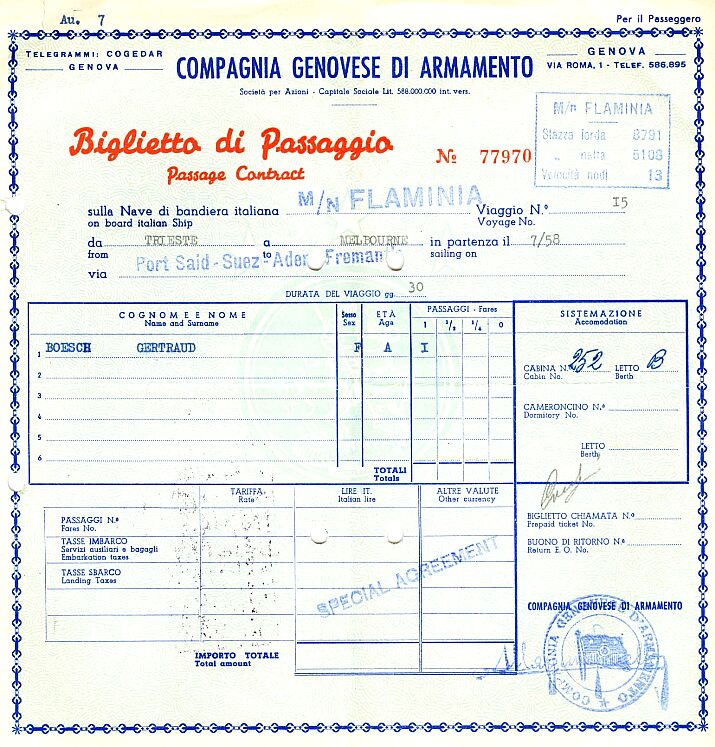 Au. 7
Per il Passeggero
TELEGRAMMI: COGEDAR
GENOVA
COMPAGNIA GENOVESE DI ARMAMENTO
GENOVA
VIA ROMA, 1 - TELEF. 586.895
Società per Azioni - Capitale Sociale Lit. 588.000.000 int. vers.
M/n FLAMINIA
Stazza lorda 8791
„ netta 5108
Velocità nodi 13
Biglietto di Passaggio
Passage Contract
No 77970
sulla Nave di bandiera italiana M/N FLAMINIA Viaggio N.o I5
on board italian Ship Voyage No.
da TRIESTE a MELBOURNE in partenza il 7/58
from to sailing on
via Port Said - Suez - Aden Freman
DURATA DEL VIAGGIO gg. 30
COGNOME E NOME Sesso ETÀ PASSAGGI - Fares
Name and Surname Sex Age 1 1/2 1/4 0
1 BOESCH GERTRAUD F A I
2
3
4
5
6
TOTALI
Totals
SISTEMAZIONE
Accomodation
CABINA N. 252 LETTO B
Cabin No. Berth
CAMERONCINO N.o
Dormitory No.
LETTO
Berth
TARIFFA LIRE IT. ALTRE VALUTE
Rate Italian lire Other currency
PASSAGGI N.o
Fares No.
TASSE IMBARCO
Servizi ausiliari e bagagli
Embarkation taxes
TASSE SBARCO
Landing Taxes
SPECIAL AGREEMENT
IMPORTO TOTALE
Total amount
BIGLIETTO CHIAMATA N.o
Prepaid ticket No.
BUONO DI RITORNO N.o
Return E. O. No.
COMPAGNIA GENOVESE DI ARMAMENTO
COMPAGNIA GENOVESE D'ARMAMENTO